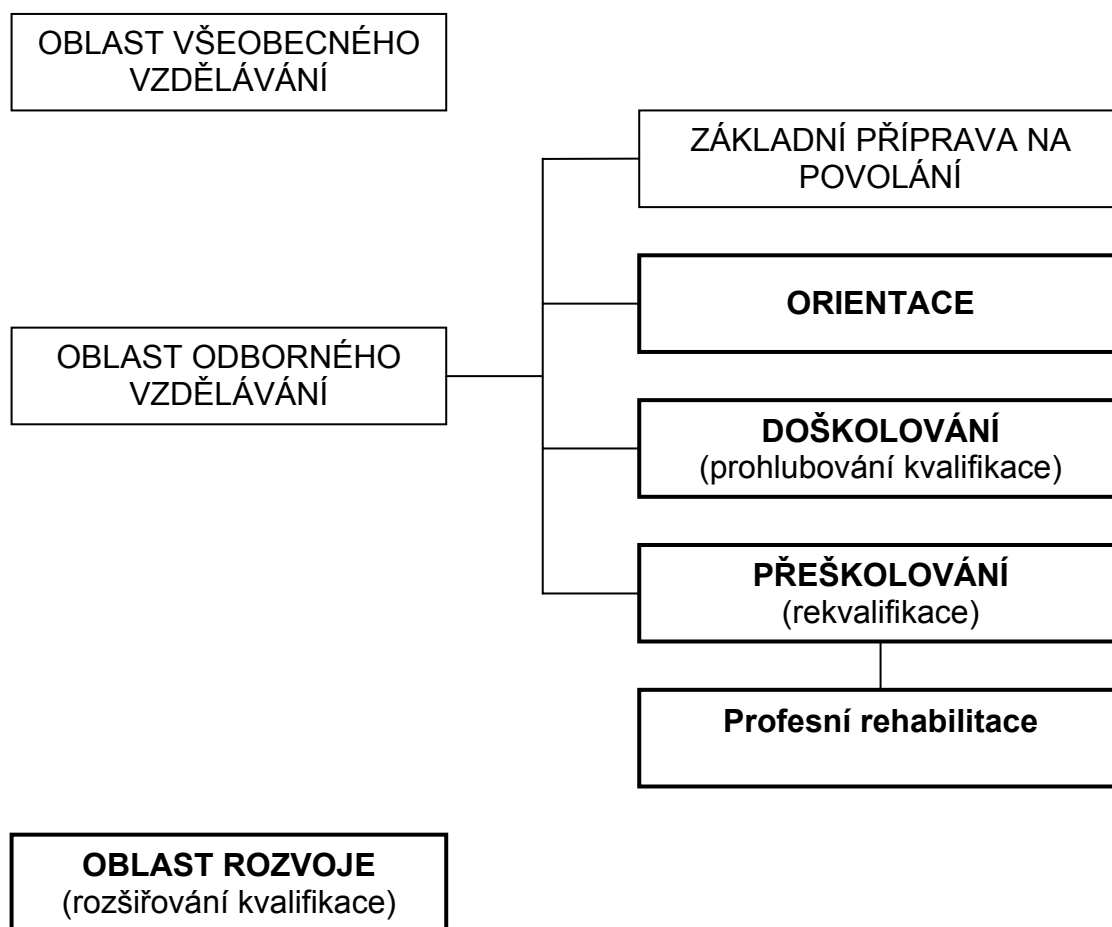 OBLAST VŠEOBECNÉHO
VZDĚLÁVÁNÍ
ZÁKLADNÍ PŘÍPRAVA NA
POVOLÁNÍ
ORIENTACE
OBLAST ODBORNÉHO
VZDĚLÁVÁNÍ
DOŠKOLOVÁNÍ
(prohlubování kvalifikace)
PŘEŠKOLOVÁNÍ
(rekvalifikace)
Profesní rehabilitace
OBLAST ROZVOJE
(rozšiřování kvalifikace)